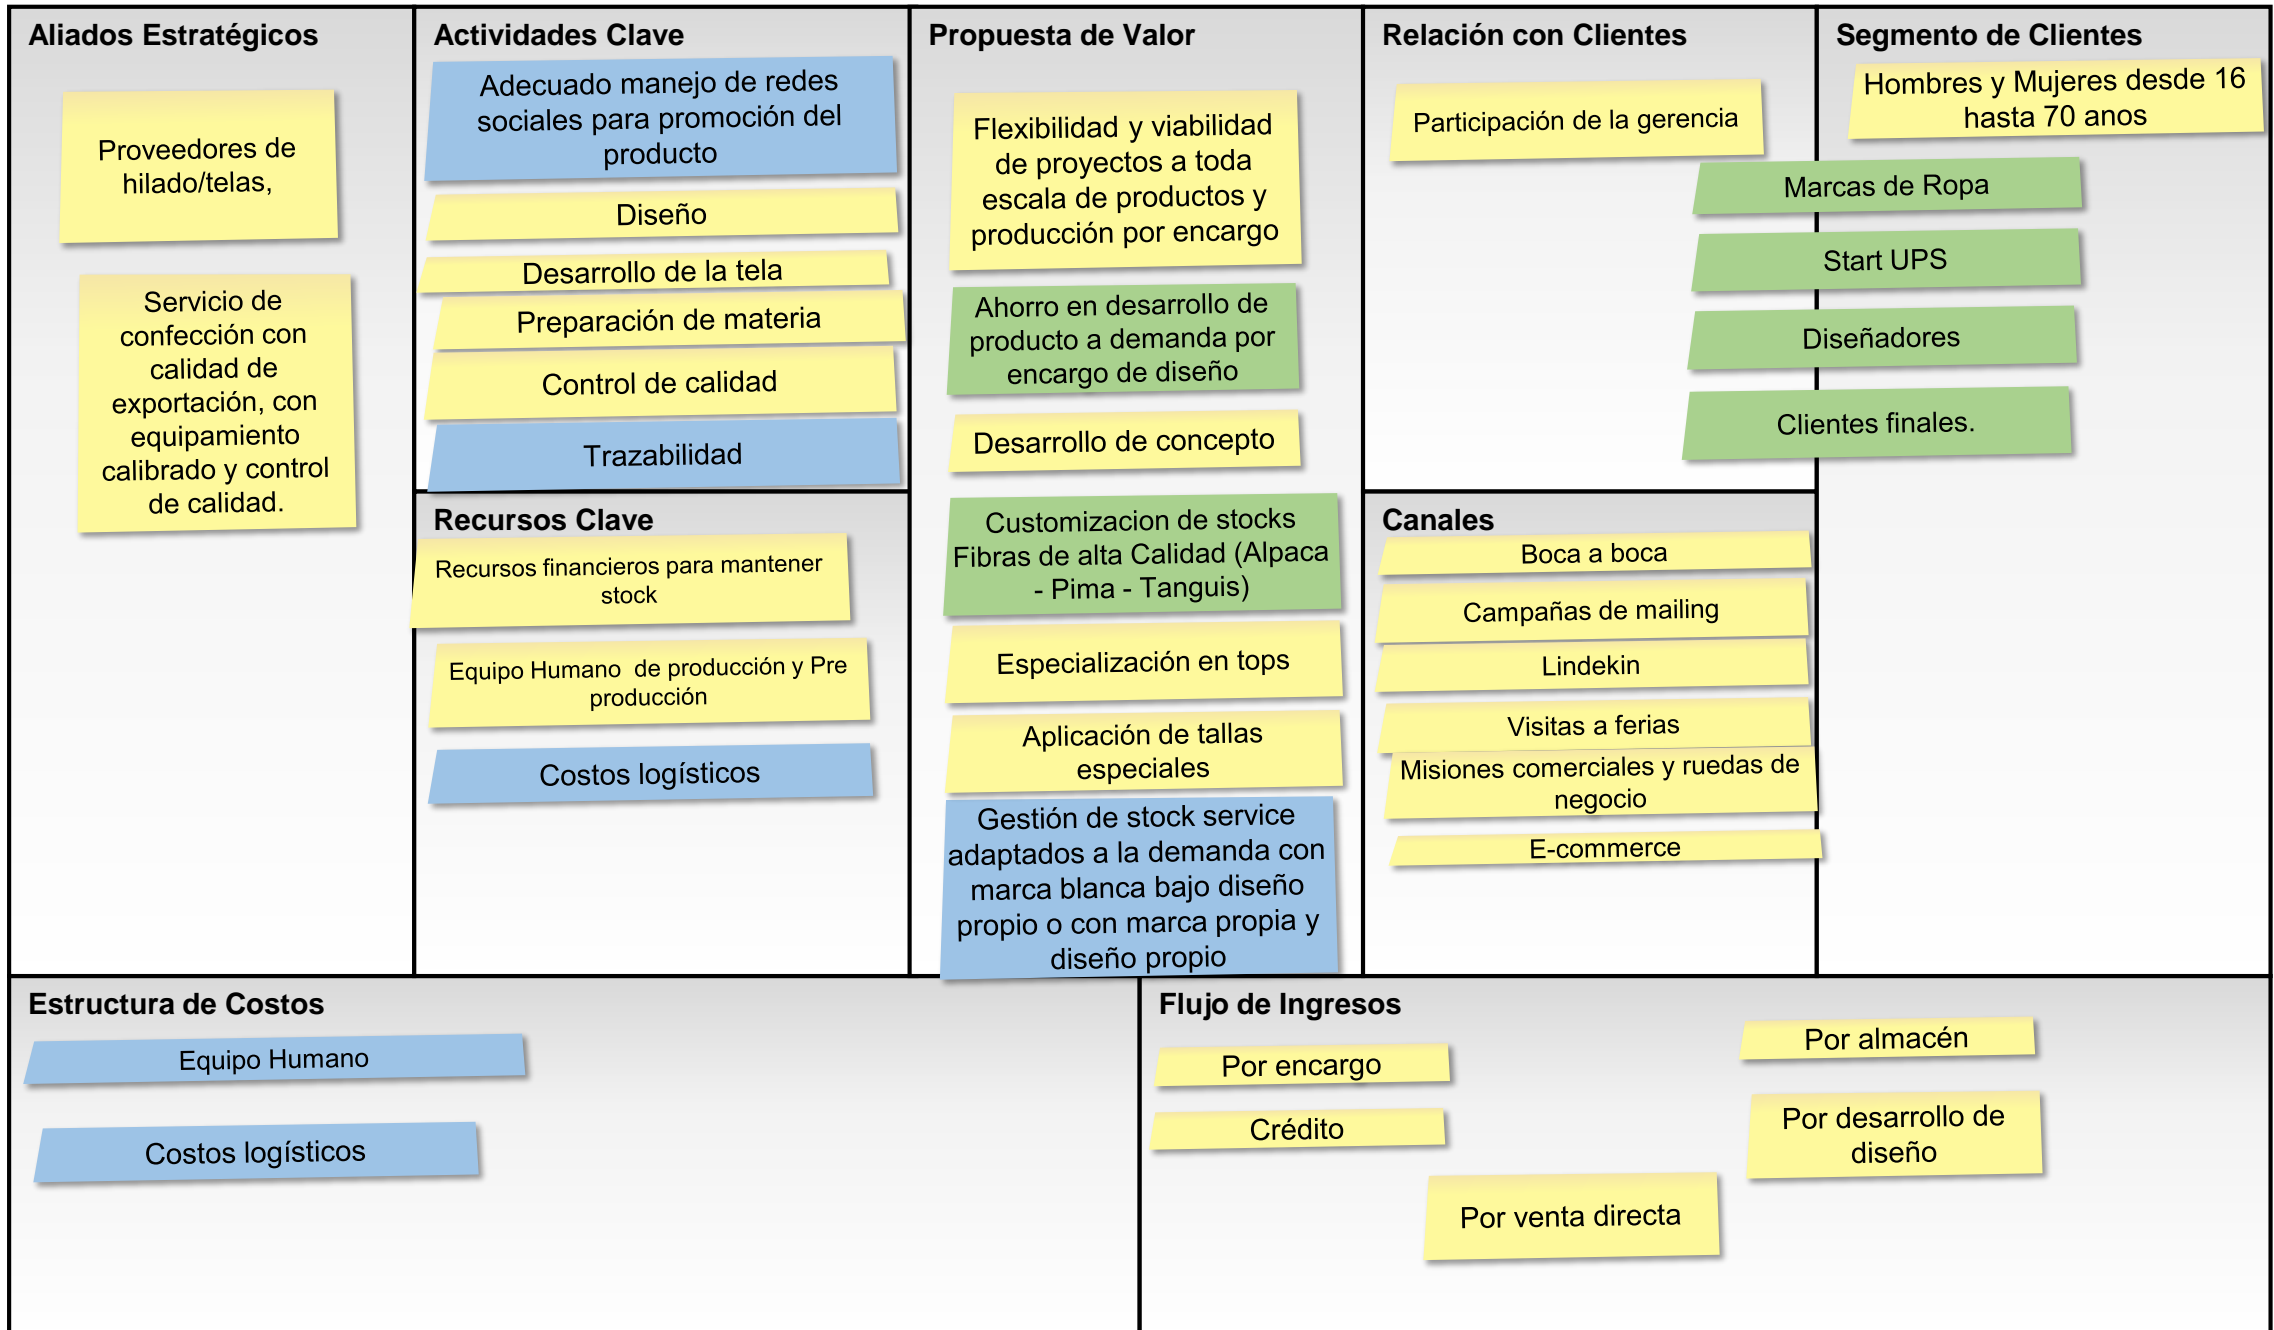 Aliados Estratégicos
Proveedores de
hilado/telas,
Servicio de
confección con
calidad de
exportación, con
equipamiento
calibrado y control
de calidad.
Actividades Clave
Adecuado manejo de redes
sociales para promoción del
producto
Diseño
Desarrollo de la tela
Preparación de materia
Control de calidad
Trazabilidad
Recursos Clave
Recursos financieros para mantener
stock
Equipo Humano de producción y Pre
producción
Costos logísticos
Propuesta de Valor
Flexibilidad y viabilidad
de proyectos a toda
escala de productos y
producción por encargo
Ahorro en desarrollo de
producto a demanda por
encargo de diseño
Desarrollo de concepto
Customizacion de stocks
Fibras de alta Calidad (Alpaca
- Pima - Tanguis)
Especialización en tops
Aplicación de tallas
especiales
Gestión de stock service
adaptados a la demanda con
marca blanca bajo diseño
propio o con marca propia y
diseño propio
Relación con Clientes
Participación de la gerencia
Canales
Boca a boca
Campañas de mailing
Lindekin
Visitas a ferias
Misiones comerciales y ruedas de
negocio
E-commerce
Segmento de Clientes
Hombres y Mujeres desde 16
hasta 70 anos
Marcas de Ropa
Start UPS
Diseñadores
Clientes finales.
Estructura de Costos
Equipo Humano
Costos logísticos
Flujo de Ingresos
Por encargo
Crédito
Por venta directa
Por almacén
Por desarrollo de
diseño